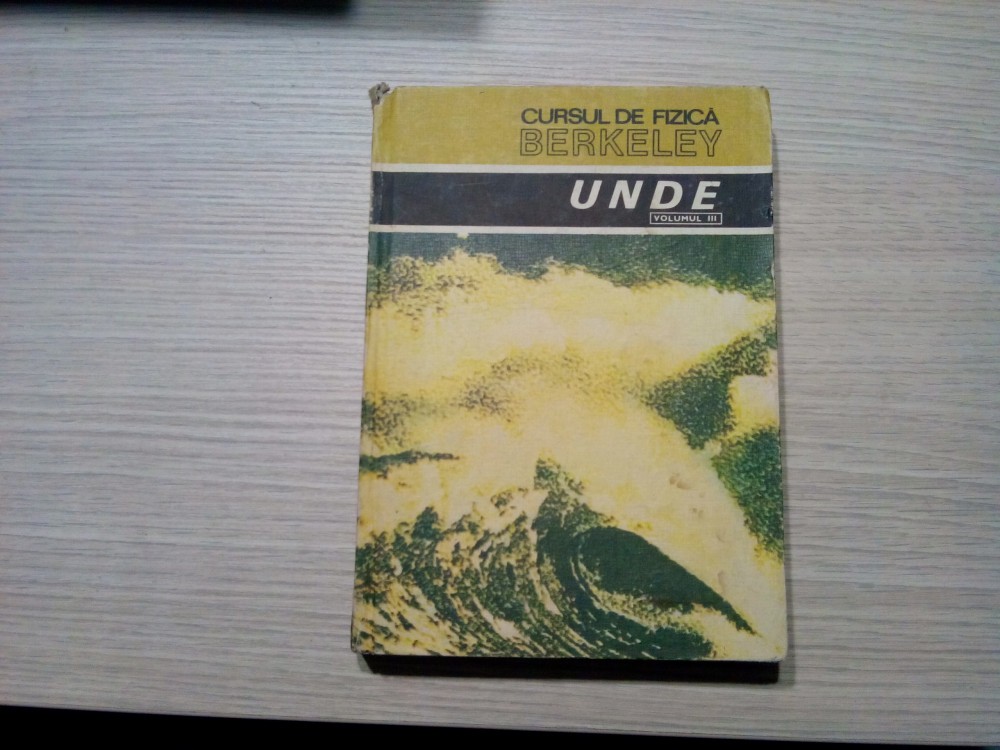 CURSUL DE FIZICĂ
BERKELEY
UNDE
VOLUMUL III